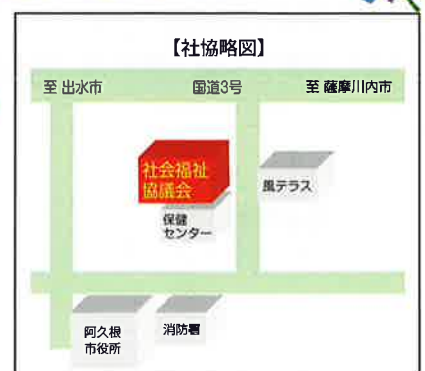 【社協略図】
至 出水市
国道3号
至 薩摩川内市
社会福祉
協議会
風テラス
保健
センター
阿久根
市役所
消防署